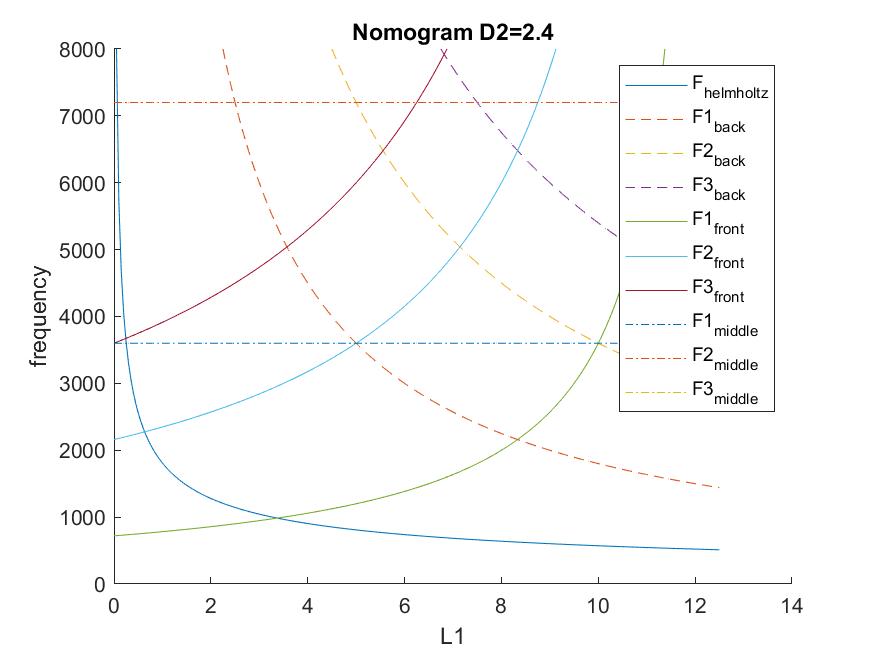 Nomogram D2=2.4
8000
7000
6000
5000
4000
3000
2000
1000
0
frequency
0 2 4 6 8 10 12 14
L1
F_helmholtz
F1_back
F2_back
F3_back
F1_front
F2_front
F3_front
F1_middle
F2_middle
F3_middle